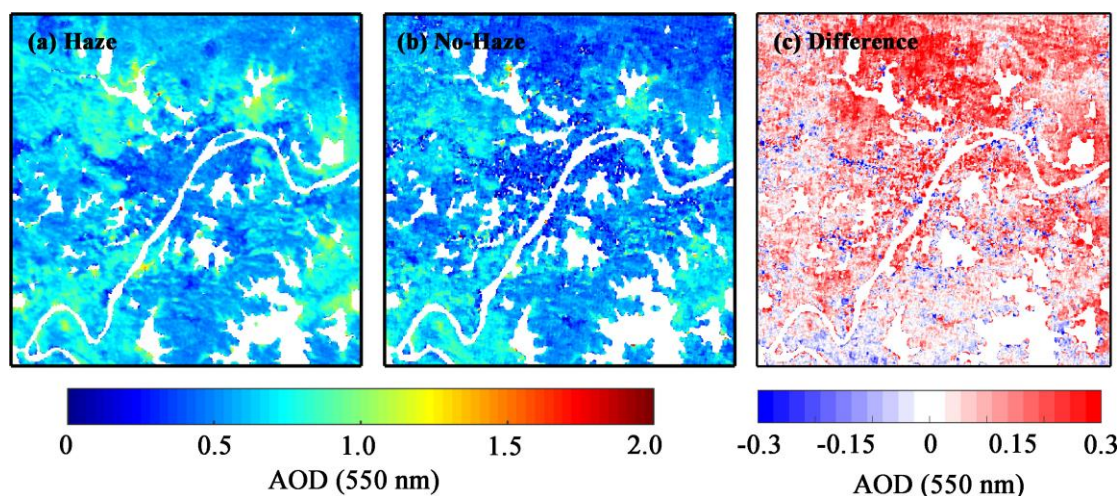 (a) Haze
(b) No-Haze
(c) Difference
0 0.5 1.0 1.5 2.0
-0.3 -0.15 0 0.15 0.3
AOD (550 nm)
AOD (550 nm)